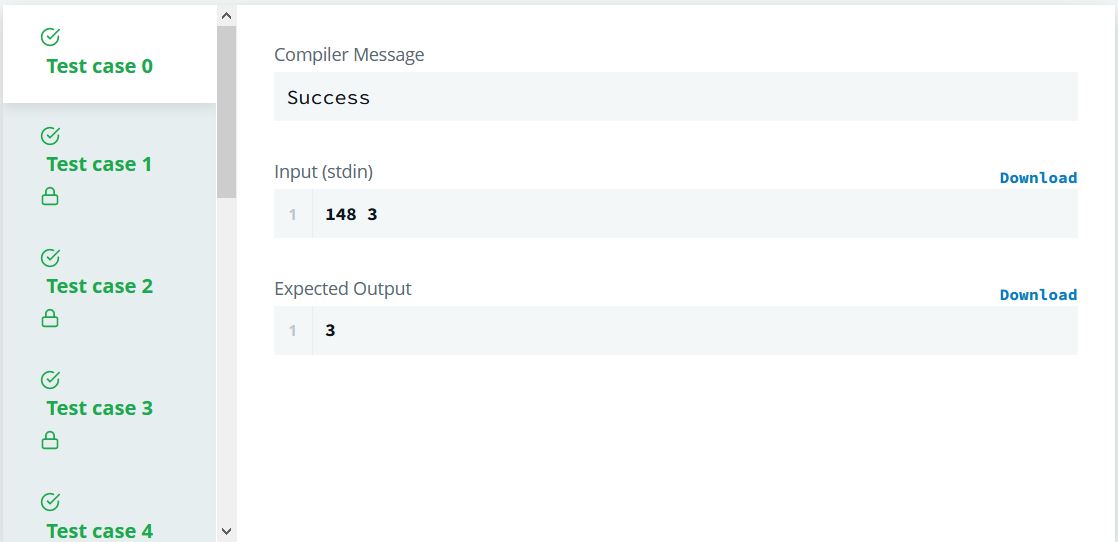 Test case 0
Test case 1
Test case 2
Test case 3
Test case 4
Compiler Message
Success
Input (stdin)
Download
1 148 3
Expected Output
Download
1 3